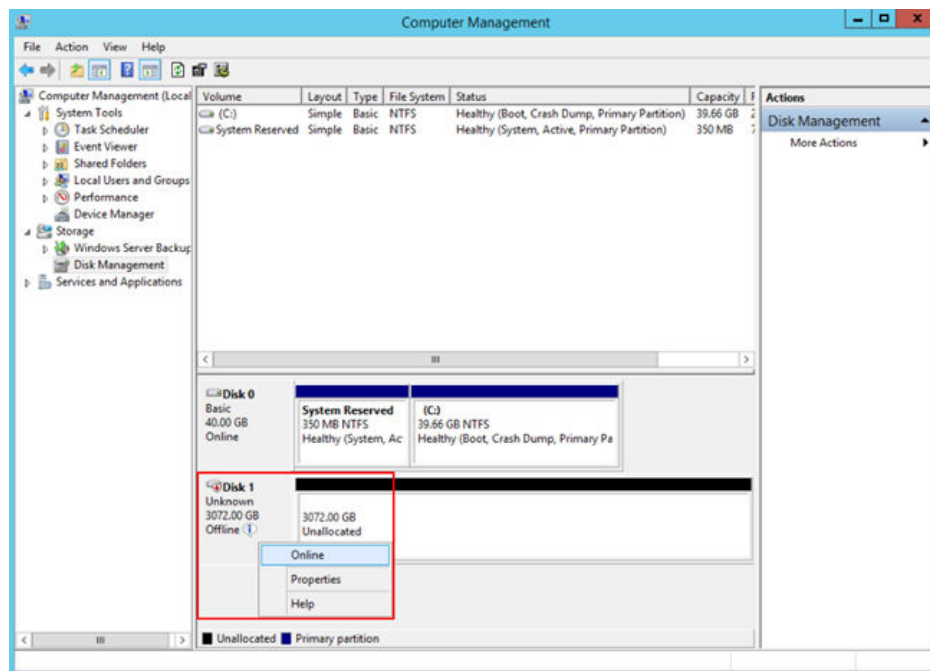 Computer Management
File Action View Help
Computer Management (Local
System Tools
Task Scheduler
Event Viewer
Shared Folders
Local Users and Groups
Performance
Device Manager
Storage
Windows Server Backup
Disk Management
Services and Applications
Volume Layout Type File System Status Capacity F
(C:) Simple Basic NTFS Healthy (Boot, Crash Dump, Primary Partition) 39.66 GB
System Reserved Simple Basic NTFS Healthy (System, Active, Primary Partition) 350 MB
Disk 0
Basic
40.00 GB
Online
System Reserved
350 MB NTFS
Healthy (System, Ac
(C:)
39.66 GB NTFS
Healthy (Boot, Crash Dump, Primary Pa
Disk 1
Unknown
3072.00 GB
Offline
3072.00 GB
Unallocated
Online
Properties
Help
Unallocated Primary partition
Actions
Disk Management
More Actions